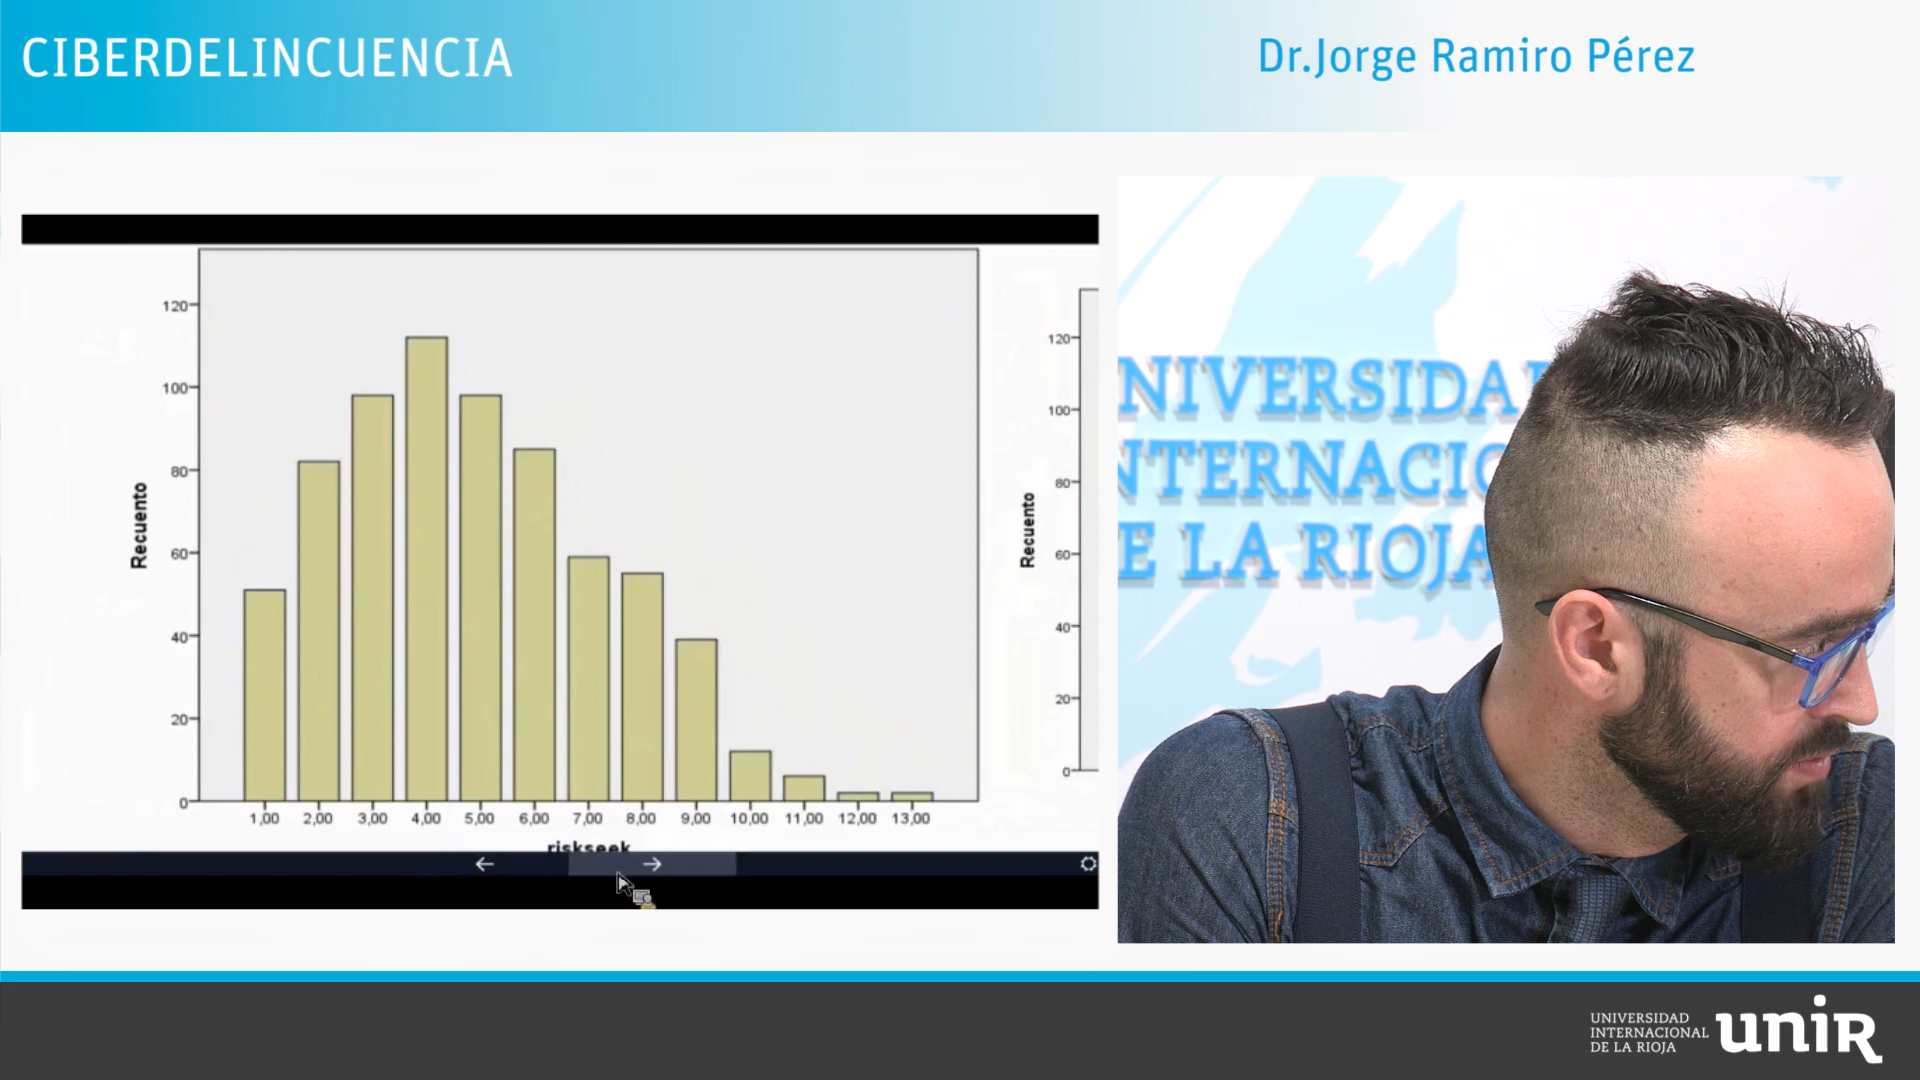 CIBERDELINCUENCIA
Dr.Jorge Ramiro Pérez
Recuento
120
100
80
60
40
20
0
1,00 2,00 3,00 4,00 5,00 6,00 7,00 8,00 9,00 10,00 11,00 12,00 13,00
riskseek
Recuento
120
100
80
60
40
20
0
NIVERSIDA
NTERNACIO
E LA RIOJA
UNIVERSIDAD
INTERNACIONAL
DE LA RIOJA
unir